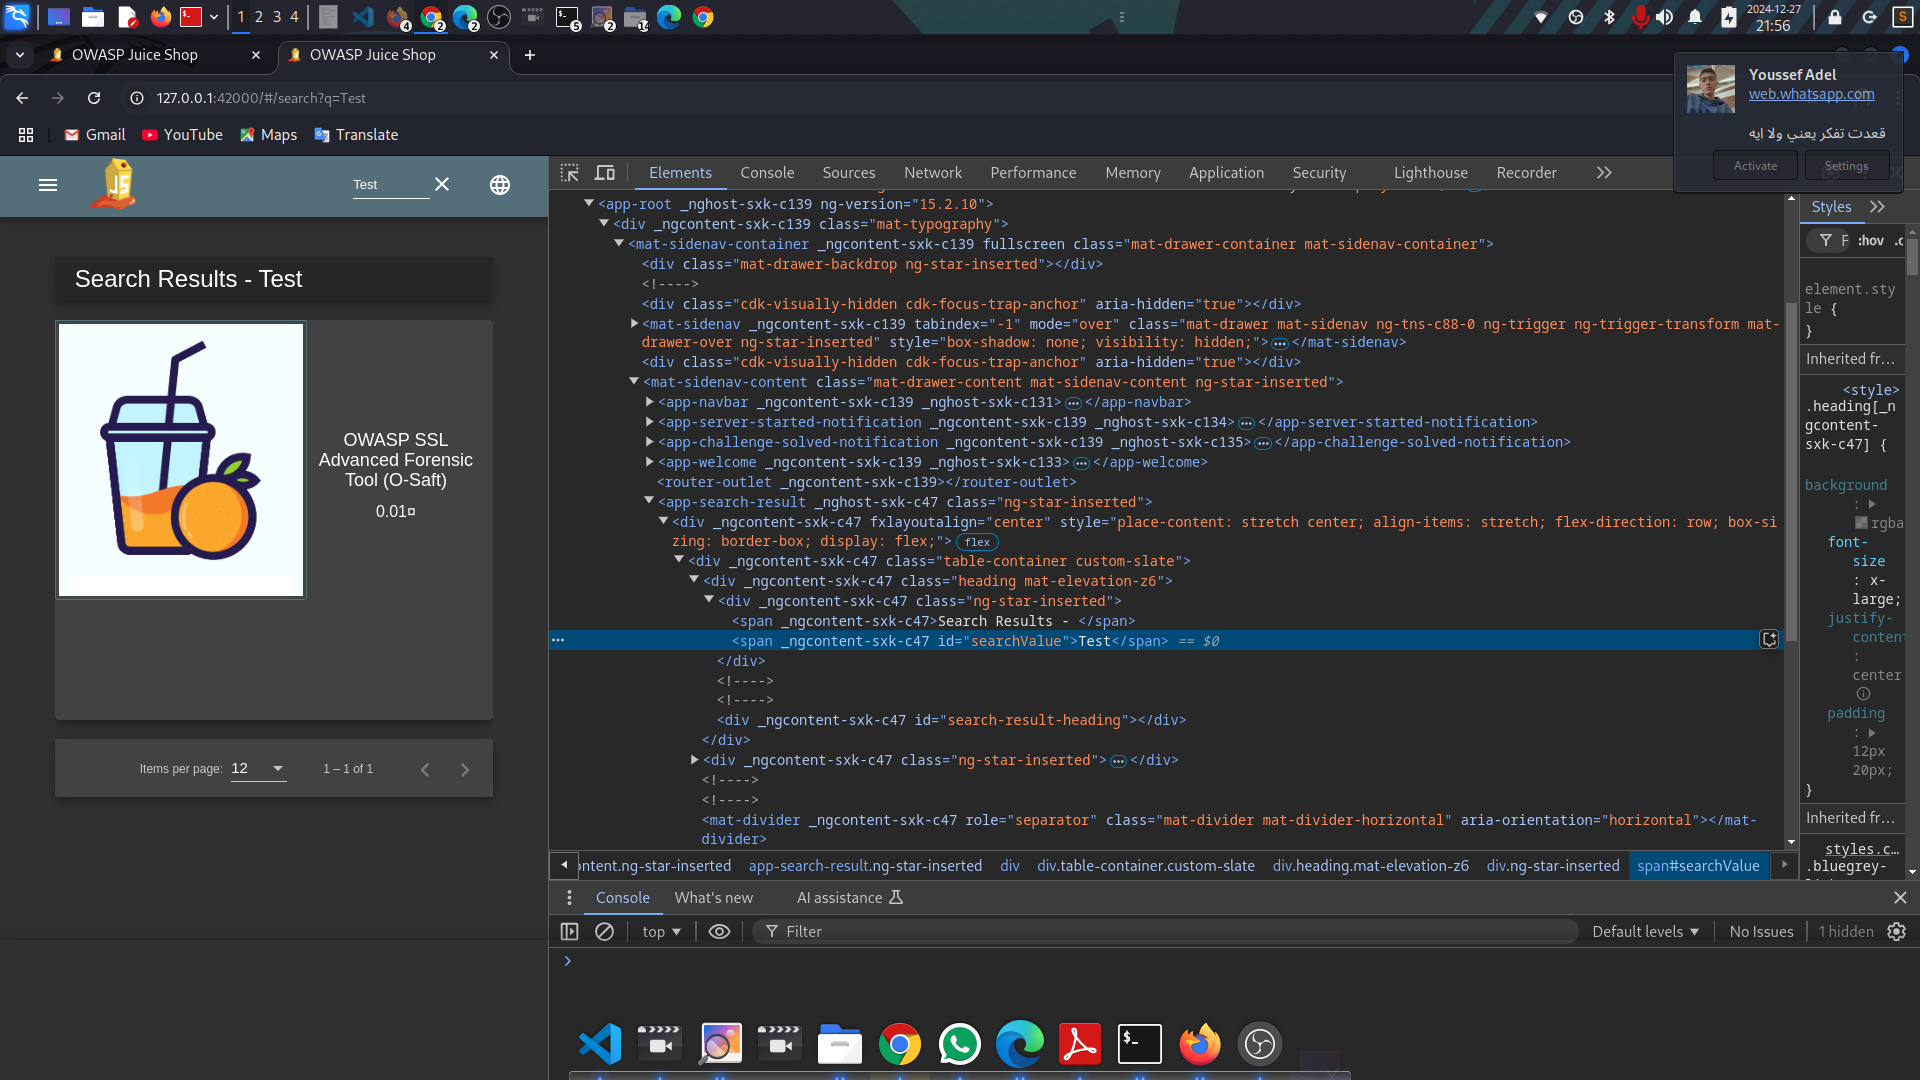 1 2 3 4
4
2
2
5
2
14
2024-12-27
21:56
OWASP Juice Shop
OWASP Juice Shop
127.0.0.1:42000/#/search?q=Test
Gmail
YouTube
Maps
Translate
Youssef Adel
web.whatsapp.com
قعدت تفكر يعني ولا ايه
Activate
Settings
Test
Search Results - Test
OWASP SSL
Advanced Forensic
Tool (O-Saft)
0.01¤
Items per page: 12
1 – 1 of 1
Elements Console Sources Network Performance Memory Application Security Lighthouse Recorder
<app-root _nghost-sxk-c139 ng-version="15.2.10">
<div _ngcontent-sxk-c139 class="mat-typography">
<mat-sidenav-container _ngcontent-sxk-c139 fullscreen class="mat-drawer-container mat-sidenav-container">
<div class="mat-drawer-backdrop ng-star-inserted"></div>
<!---->
<div class="cdk-visually-hidden cdk-focus-trap-anchor" aria-hidden="true"></div>
<mat-sidenav _ngcontent-sxk-c139 tabindex="-1" mode="over" class="mat-drawer mat-sidenav ng-tns-c88-0 ng-trigger ng-trigger-transform mat-
drawer-over ng-star-inserted" style="box-shadow: none; visibility: hidden;"> </mat-sidenav>
<div class="cdk-visually-hidden cdk-focus-trap-anchor" aria-hidden="true"></div>
<mat-sidenav-content class="mat-drawer-content mat-sidenav-content ng-star-inserted">
<app-navbar _ngcontent-sxk-c139 _nghost-sxk-c131> </app-navbar>
<app-server-started-notification _ngcontent-sxk-c139 _nghost-sxk-c134> </app-server-started-notification>
<app-challenge-solved-notification _ngcontent-sxk-c139 _nghost-sxk-c135> </app-challenge-solved-notification>
<app-welcome _ngcontent-sxk-c139 _nghost-sxk-c133> </app-welcome>
<router-outlet _ngcontent-sxk-c139></router-outlet>
<app-search-result _nghost-sxk-c47 class="ng-star-inserted">
<div _ngcontent-sxk-c47 fxlayoutalign="center" style="place-content: stretch center; align-items: stretch; flex-direction: row; box-si
zing: border-box; display: flex;"> flex
<div _ngcontent-sxk-c47 class="table-container custom-slate">
<div _ngcontent-sxk-c47 class="heading mat-elevation-z6">
<div _ngcontent-sxk-c47 class="ng-star-inserted">
<span _ngcontent-sxk-c47>Search Results - </span>
<span _ngcontent-sxk-c47 id="searchValue">Test</span> == $0
</div>
<!---->
<!---->
<div _ngcontent-sxk-c47 id="search-result-heading"></div>
</div>
<div _ngcontent-sxk-c47 class="ng-star-inserted"> </div>
<!---->
<!---->
<mat-divider _ngcontent-sxk-c47 role="separator" class="mat-divider mat-divider-horizontal" aria-orientation="horizontal"></mat-
divider>
ontent.ng-star-inserted app-search-result.ng-star-inserted div div.table-container.custom-slate div.heading.mat-elevation-z6 div.ng-star-inserted span#searchValue
Styles
F :hov .c
element.sty
le {
}
Inherited fr…
<style>
.heading[_n
gcontent-
sxk-c47] {
background
:
rgba
font-
size
: x-
large;
justify-
content
:
center
padding
:
12px
20px;
}
Inherited fr…
styles.c…
.bluegrey-
Console What's new AI assistance
top Filter Default levels No Issues 1 hidden